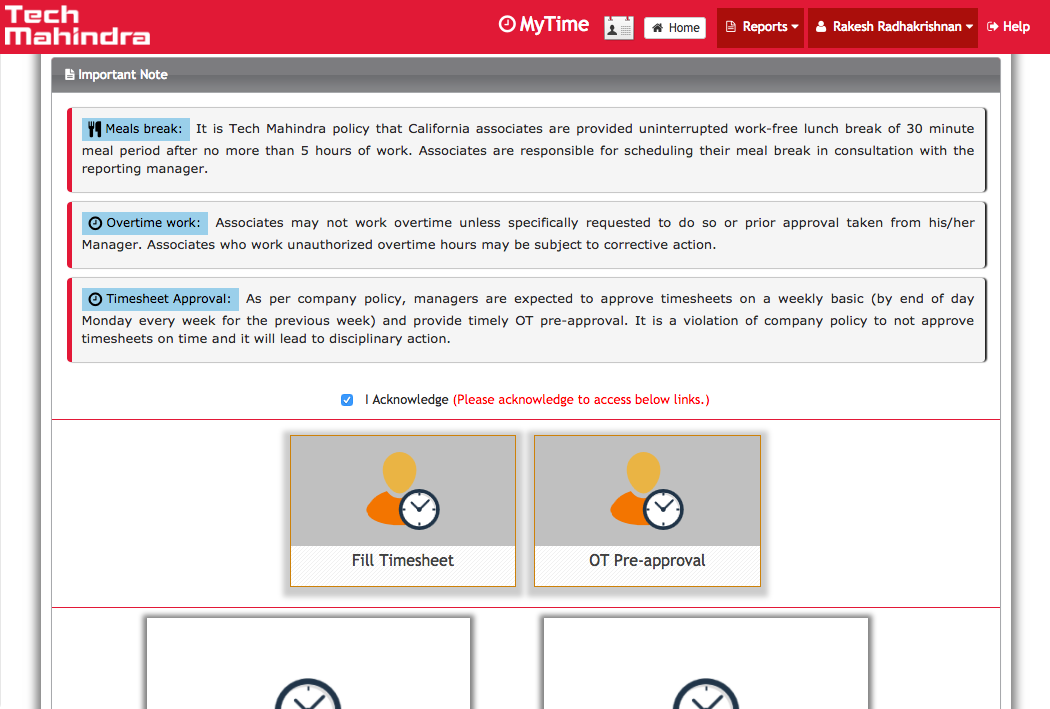 Tech
Mahindra
MyTime
Home
Reports
Rakesh Radhakrishnan
Help
Important Note
Meals break: It is Tech Mahindra policy that California associates are provided uninterrupted work-free lunch break of 30 minute
meal period after no more than 5 hours of work. Associates are responsible for scheduling their meal break in consultation with the
reporting manager.
Overtime work: Associates may not work overtime unless specifically requested to do so or prior approval taken from his/her
Manager. Associates who work unauthorized overtime hours may be subject to corrective action.
Timesheet Approval: As per company policy, managers are expected to approve timesheets on a weekly basic (by end of day
Monday every week for the previous week) and provide timely OT pre-approval. It is a violation of company policy to not approve
timesheets on time and it will lead to disciplinary action.
I Acknowledge (Please acknowledge to access below links.)
Fill Timesheet
OT Pre-approval